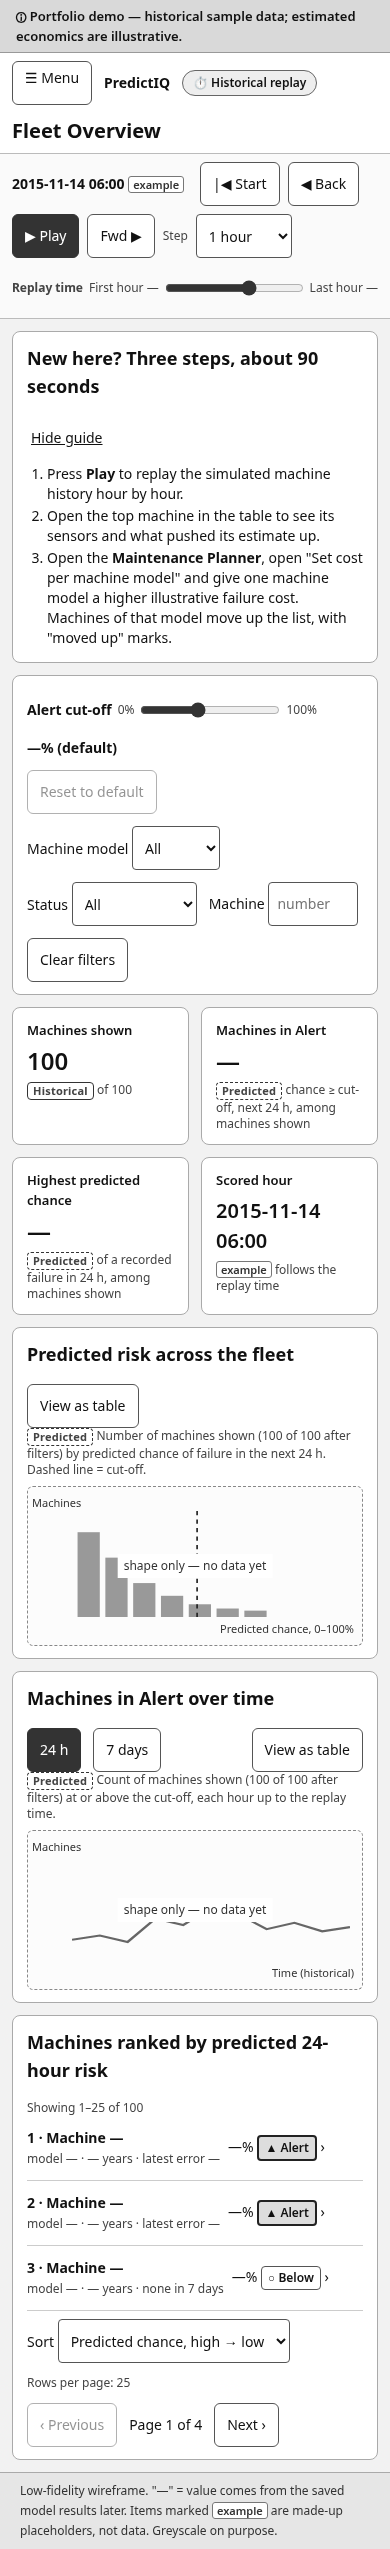 ⓘ Portfolio demo — historical sample data; estimated
economics are illustrative.
☰ Menu PredictIQ ⏱ Historical replay
Fleet Overview
2015-11-14 06:00 example |◀ Start ◀ Back
▶ Play Fwd ▶ Step 1 hour
Replay time First hour — Last hour —
New here? Three steps, about 90
seconds
Hide guide
1. Press Play to replay the simulated machine
history hour by hour.
2. Open the top machine in the table to see its
sensors and what pushed its estimate up.
3. Open the Maintenance Planner, open "Set cost
per machine model" and give one machine
model a higher illustrative failure cost.
Machines of that model move up the list, with
"moved up" marks.
Alert cut-off 0% 100%
—% (default)
Reset to default
Machine model All
Status All Machine number
Clear filters
Machines shown
100
Historical of 100
Machines in Alert
—
Predicted chance ≥ cut-
off, next 24 h, among
machines shown
Highest predicted
chance
—
Predicted of a recorded
failure in 24 h, among
machines shown
Scored hour
2015-11-14
06:00
example follows the
replay time
Predicted risk across the fleet
View as table
Predicted Number of machines shown (100 of 100 after
filters) by predicted chance of failure in the next 24 h.
Dashed line = cut-off.
Machines
shape only — no data yet
Predicted chance, 0–100%
Machines in Alert over time
24 h 7 days View as table
Predicted Count of machines shown (100 of 100 after
filters) at or above the cut-off, each hour up to the replay
time.
Machines
shape only — no data yet
Time (historical)
Machines ranked by predicted 24-
hour risk
Showing 1–25 of 100
1 · Machine —
model — · — years · latest error — —% ▲ Alert ›
2 · Machine —
model — · — years · latest error — —% ▲ Alert ›
3 · Machine —
model — · — years · none in 7 days —% ○ Below ›
Sort Predicted chance, high → low
Rows per page: 25
‹ Previous Page 1 of 4 Next ›
Low-fidelity wireframe. "—" = value comes from the saved
model results later. Items marked example are made-up
placeholders, not data. Greyscale on purpose.